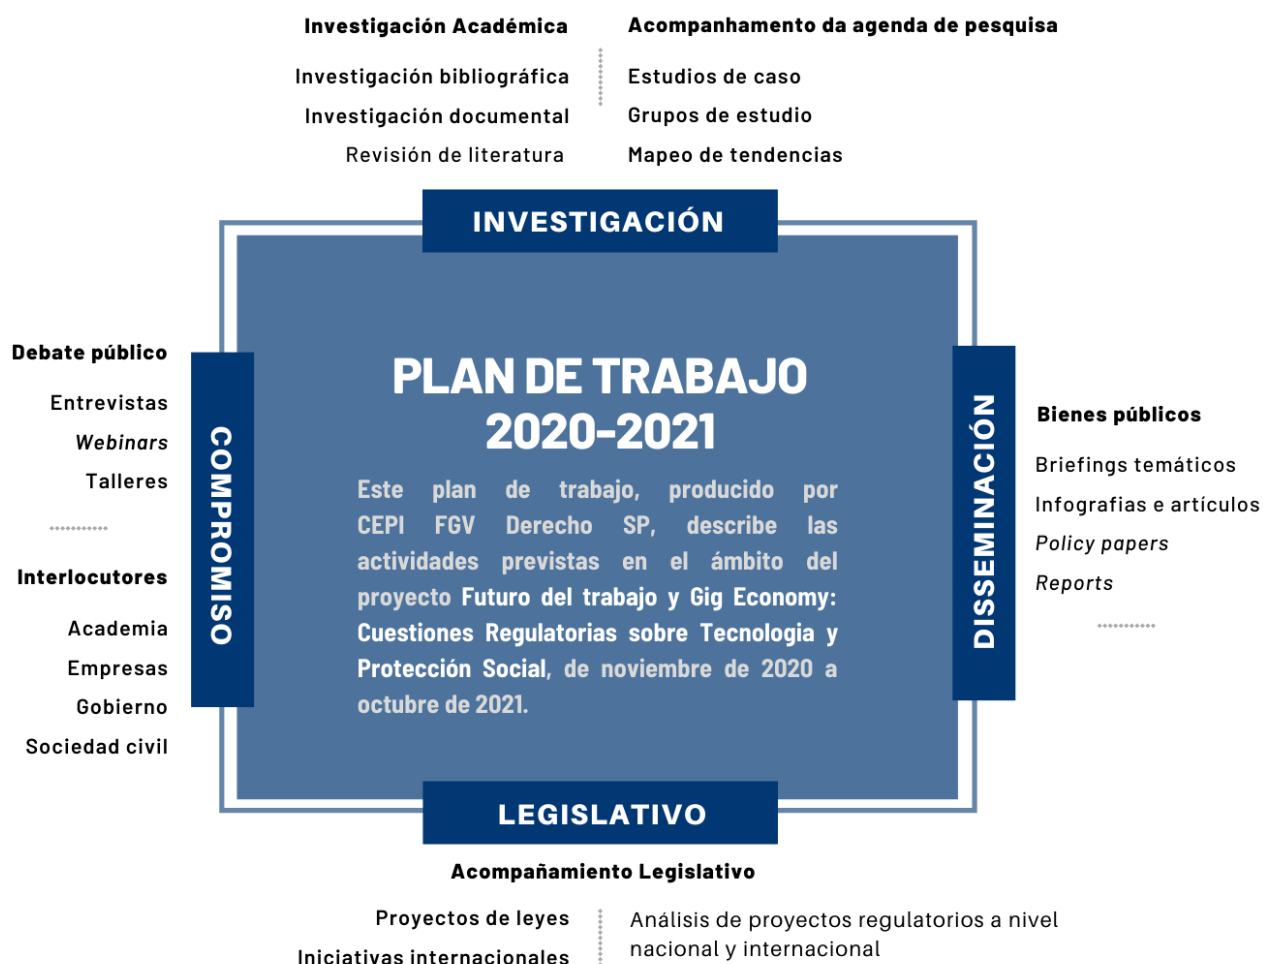 Investigación Académica
Investigación bibliográfica
Investigación documental
Revisión de literatura
Acompanhamento da agenda de pesquisa
Estudios de caso
Grupos de estudio
Mapeo de tendencias
INVESTIGACIÓN
Debate público
Entrevistas
Webinars
Talleres
Interlocutores
Academia
Empresas
Gobierno
Sociedad civil
COMPROMISO
PLAN DE TRABAJO
2020-2021
Este plan de trabajo, producido por
CEPI FGV Derecho SP, describe las
actividades previstas en el ámbito del
proyecto Futuro del trabajo y Gig Economy:
Cuestiones Regulatorias sobre Tecnologia y
Protección Social, de noviembre de 2020 a
octubre de 2021.
DISSEMINACIÓN
Bienes públicos
Briefings temáticos
Infografias e artículos
Policy papers
Reports
LEGISLATIVO
Acompañamiento Legislativo
Proyectos de leyes
Iniciativas internacionales
Análisis de proyectos regulatorios a nivel
nacional y internacional